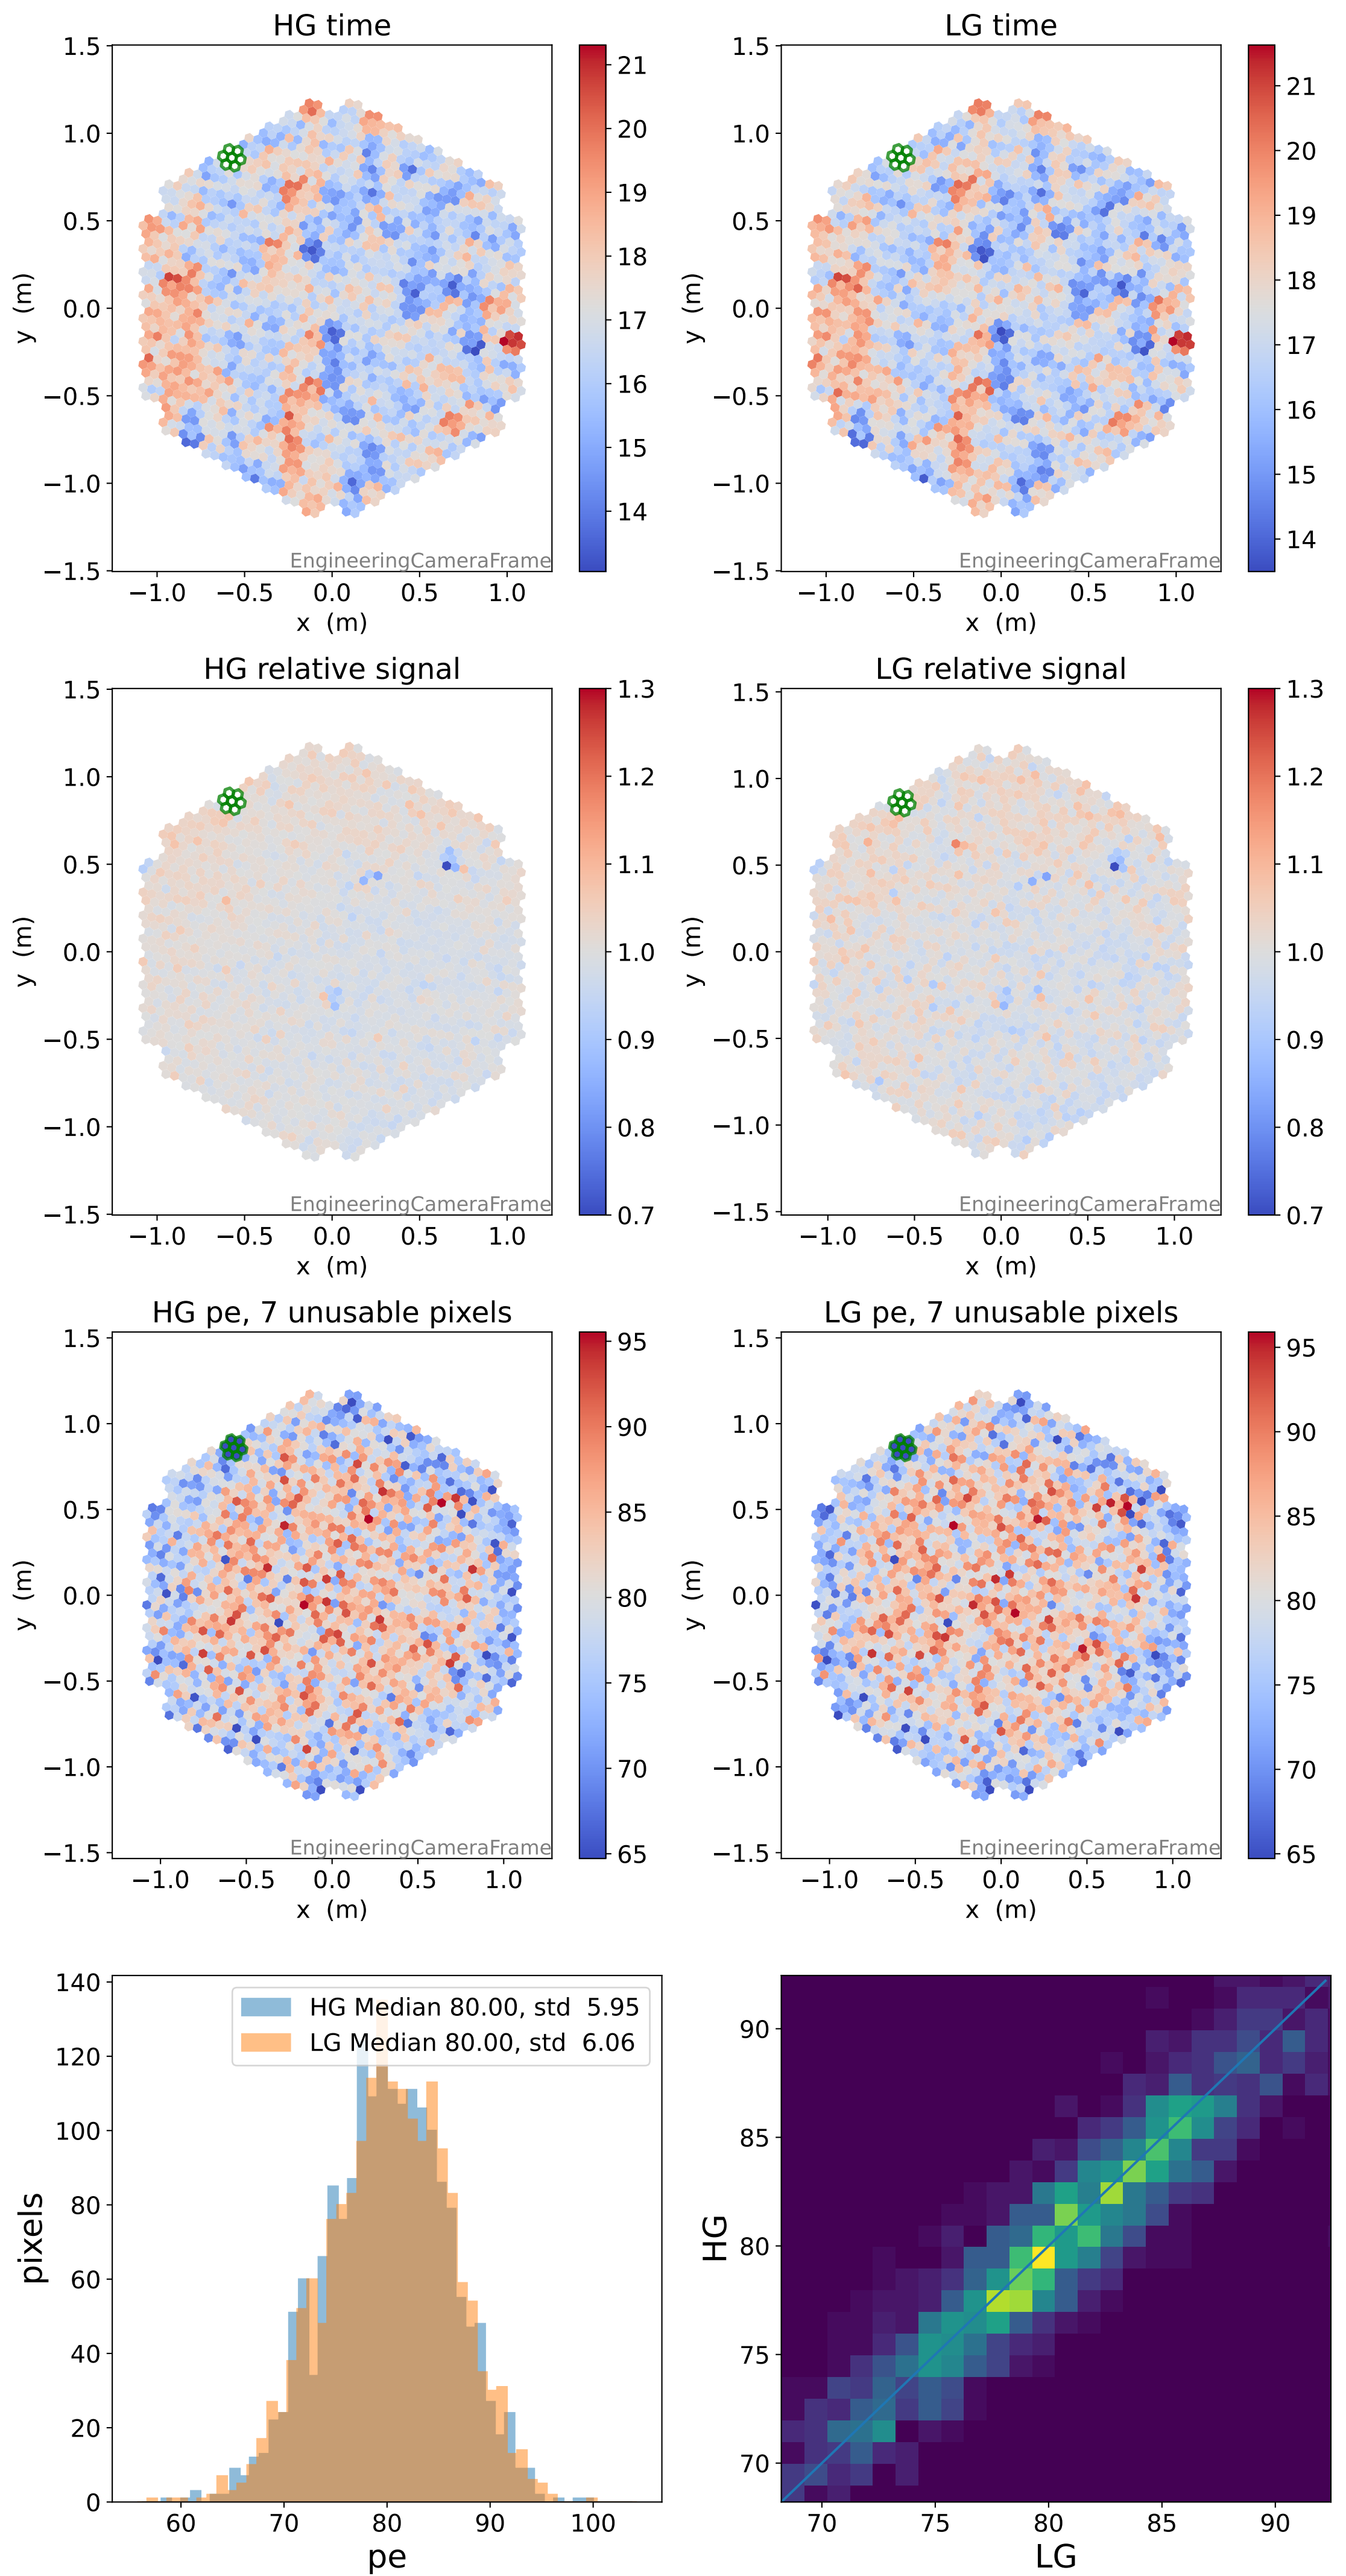 HG time
1.5
1.0
0.5
0.0
−0.5
−1.0
−1.5
y (m)
−1.0 −0.5 0.0 0.5 1.0
x (m)
EngineeringCameraFrame
21
20
19
18
17
16
15
14
LG time
1.5
1.0
0.5
0.0
−0.5
−1.0
−1.5
y (m)
−1.0 −0.5 0.0 0.5 1.0
x (m)
EngineeringCameraFrame
21
20
19
18
17
16
15
14
HG relative signal
1.5
1.0
0.5
0.0
−0.5
−1.0
−1.5
y (m)
−1.0 −0.5 0.0 0.5 1.0
x (m)
EngineeringCameraFrame
1.3
1.2
1.1
1.0
0.9
0.8
0.7
LG relative signal
1.5
1.0
0.5
0.0
−0.5
−1.0
−1.5
y (m)
−1.0 −0.5 0.0 0.5 1.0
x (m)
EngineeringCameraFrame
1.3
1.2
1.1
1.0
0.9
0.8
0.7
HG pe, 7 unusable pixels
1.5
1.0
0.5
0.0
−0.5
−1.0
−1.5
y (m)
−1.0 −0.5 0.0 0.5 1.0
x (m)
EngineeringCameraFrame
95
90
85
80
75
70
65
LG pe, 7 unusable pixels
1.5
1.0
0.5
0.0
−0.5
−1.0
−1.5
y (m)
−1.0 −0.5 0.0 0.5 1.0
x (m)
EngineeringCameraFrame
95
90
85
80
75
70
65
HG Median 80.00, std 5.95
LG Median 80.00, std 6.06
140
120
100
80
60
40
20
0
pixels
60 70 80 90 100
pe
90
85
80
75
70
HG
70 75 80 85 90
LG